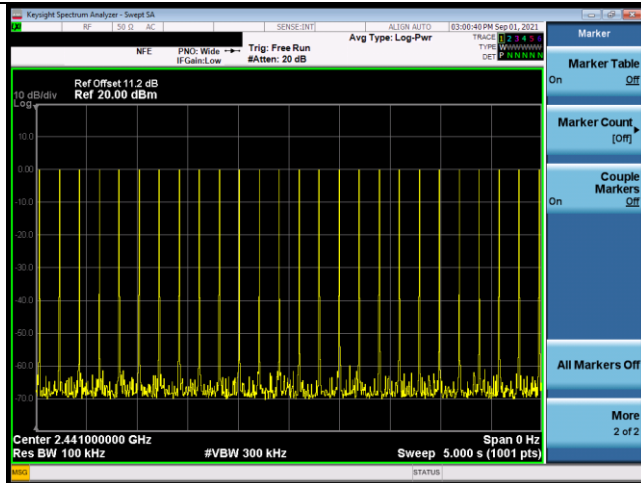 Keysight Spectrum Analyzer - Swept SA
RF 50 Ω AC SENSE:INT ALIGN AUTO 03:00:40 PM Sep 01, 2021
Marker
NFE PNO: Wide IFGain:Low Trig: Free Run #Atten: 20 dB Avg Type: Log-Pwr TRACE 1 2 3 4 5 6
TYPE WWWWWW
DET P N N N N N
Marker Table
On Off
Ref Offset 11.2 dB
10 dB/div Ref 20.00 dBm
Log
Marker Count
[Off]
Couple Markers
On Off
10.0
0.00
-10.0
-20.0
-30.0
-40.0
-50.0
-60.0
-70.0
All Markers Off
More
2 of 2
Center 2.441000000 GHz Span 0 Hz
Res BW 100 kHz #VBW 300 kHz Sweep 5.000 s (1001 pts)
MSG STATUS